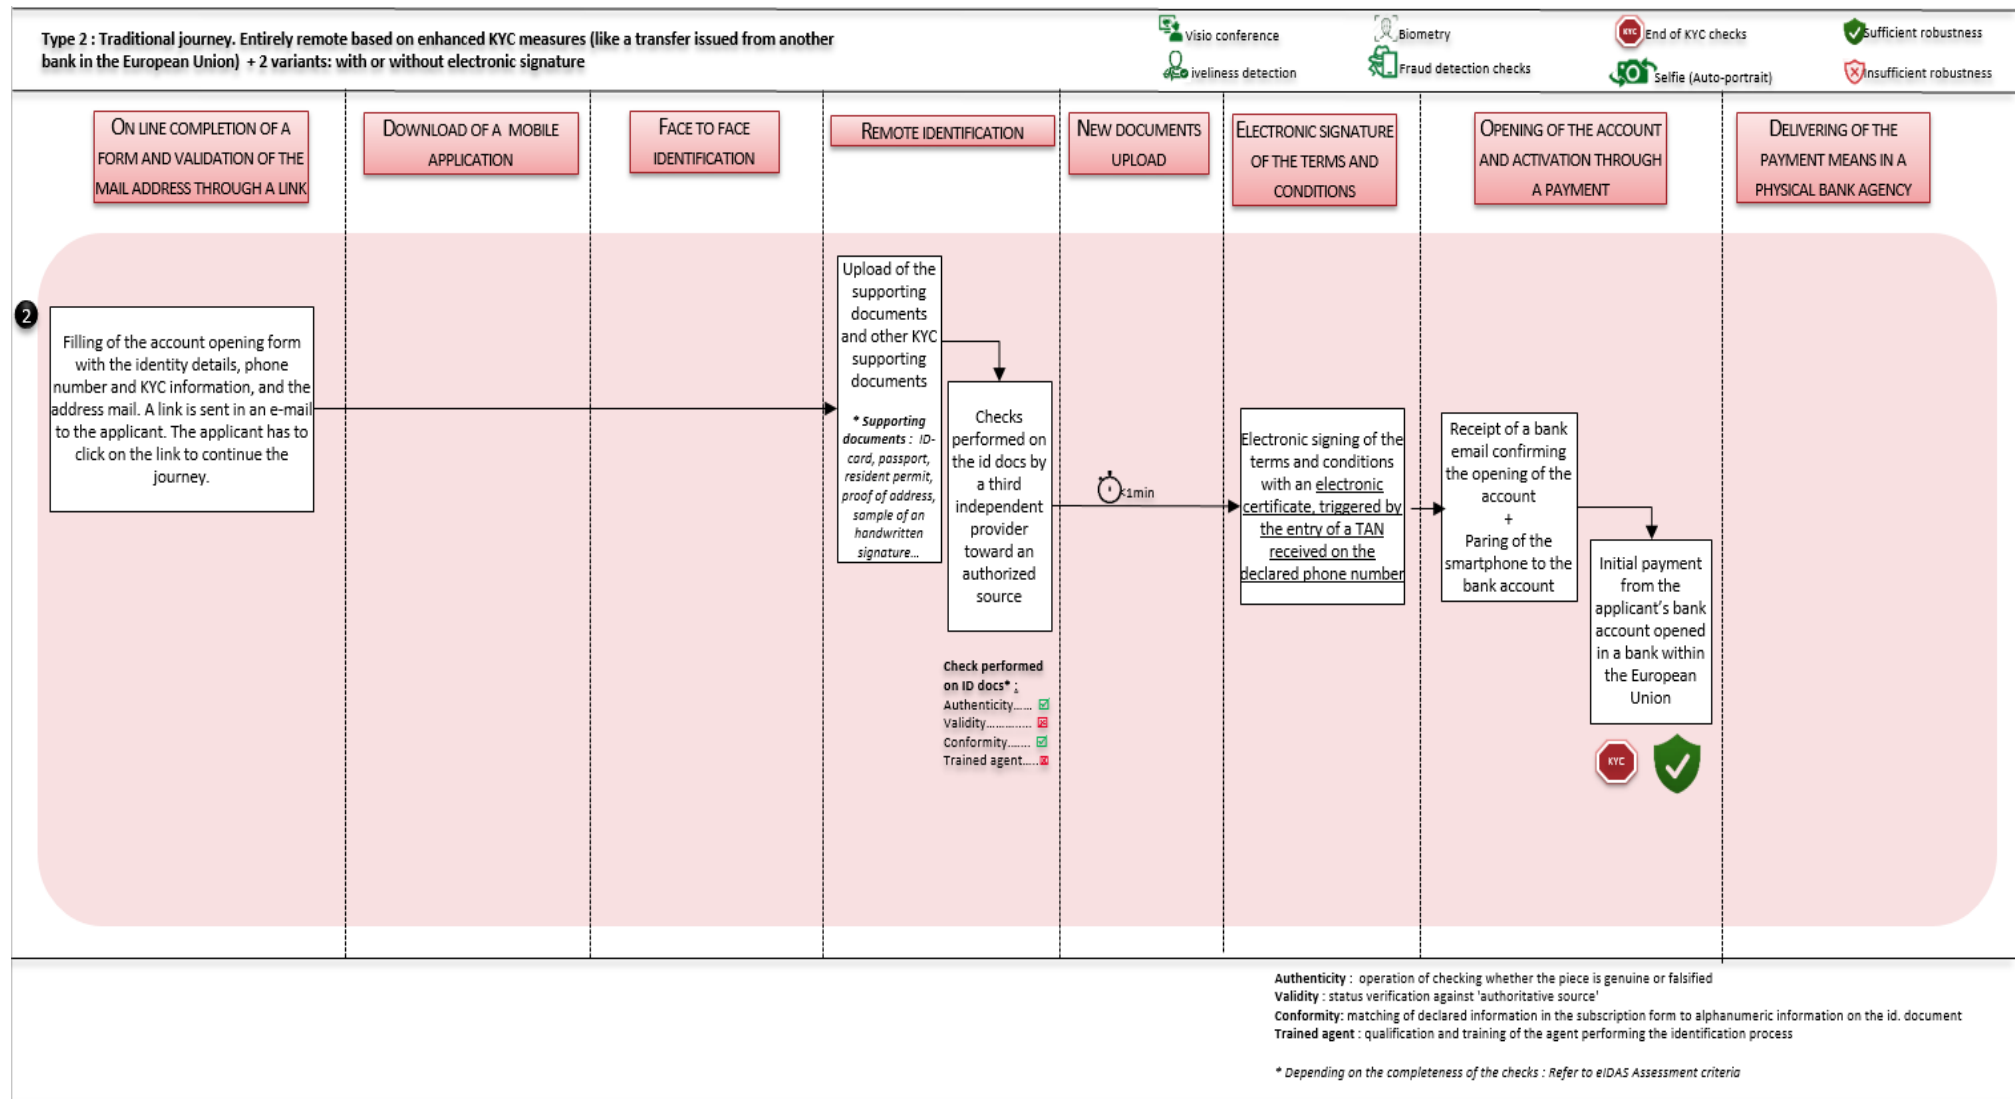 Type 2 : Traditional journey. Entirely remote based on enhanced KYC measures (like a transfer issued from another
bank in the European Union)  + 2 variants: with or without electronic signature
Visio conference
iveliness detection
Biometry
Fraud detection checks
KYC
End of KYC checks
Selfie (Auto-portrait)
Sufficient robustness
Insufficient robustness
ON LINE COMPLETION OF A
FORM AND VALIDATION OF THE
MAIL ADDRESS THROUGH A LINK
DOWNLOAD OF A MOBILE
APPLICATION
FACE TO FACE
IDENTIFICATION
REMOTE IDENTIFICATION
NEW DOCUMENTS
UPLOAD
ELECTRONIC SIGNATURE
OF THE TERMS AND
CONDITIONS
OPENING OF THE ACCOUNT
AND ACTIVATION THROUGH
A PAYMENT
DELIVERING OF THE
PAYMENT MEANS IN A
PHYSICAL BANK AGENCY
2
Filling of the account opening form
with the identity details, phone
number and KYC information, and the
address mail. A link is sent in an e-mail
to the applicant. The applicant has to
click on the link to continue the
journey.
Upload of the
supporting
documents
and other KYC
supporting
documents
* Supporting
documents : ID-
card, passport,
resident permit,
proof of address,
sample of an
handwritten
signature...
Checks
performed on
the id docs by
a third
independent
provider
toward an
authorized
source
Check performed
on ID docs* :
Authenticity......
Validity..............
Conformity.......
Trained agent.....
<1min
Electronic signing of the
terms and conditions
with an electronic
certificate, triggered by
the entry of a TAN
received on the
declared phone number
Receipt of a bank
email confirming
the opening of the
account
+
Paring of the
smartphone to the
bank account
Initial payment
from the
applicant's bank
account opened
in a bank within
the European
Union
KYC
Authenticity : operation of checking whether the piece is genuine or falsified
Validity : status verification against 'authoritative source'
Conformity: matching of declared information in the subscription form to alphanumeric information on the id. document
Trained agent : qualification and training of the agent performing the identification process
* Depending on the completeness of the checks : Refer to eIDAS Assessment criteria